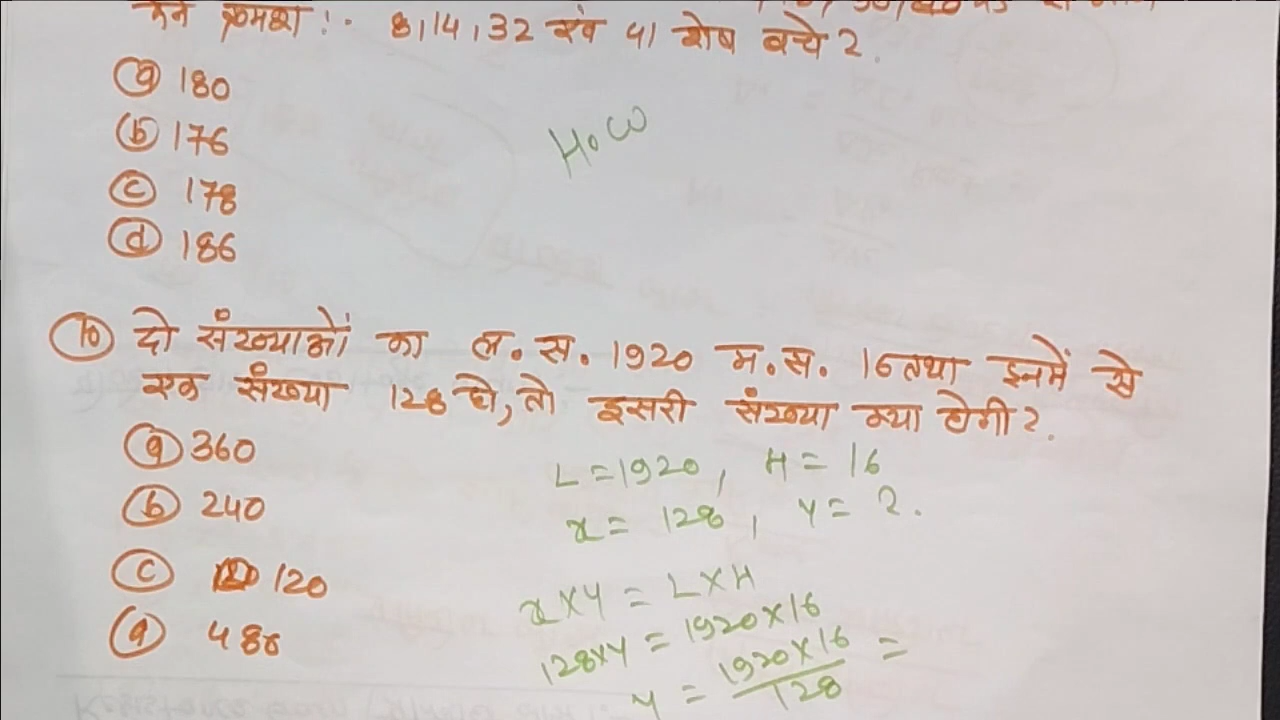 क्रमश :- 8,14,32 एवं 41 शेष बचे ?
(a) 180
(b) 176
(c) 178
(d) 186
H.W
(10) दो संख्याओं का ल.स. 1920 म.स. 16 तथा इनमें से
एक संख्या 128 हो, तो दुसरी संख्या क्या होगी ?.
(a) 360
(b) 240
(c) 120
(d) 480
L = 1920, H = 16
x = 128, y = ?.
x × y = L × H
128 × y = 1920 × 16
y = 1920 × 16 / 128 =